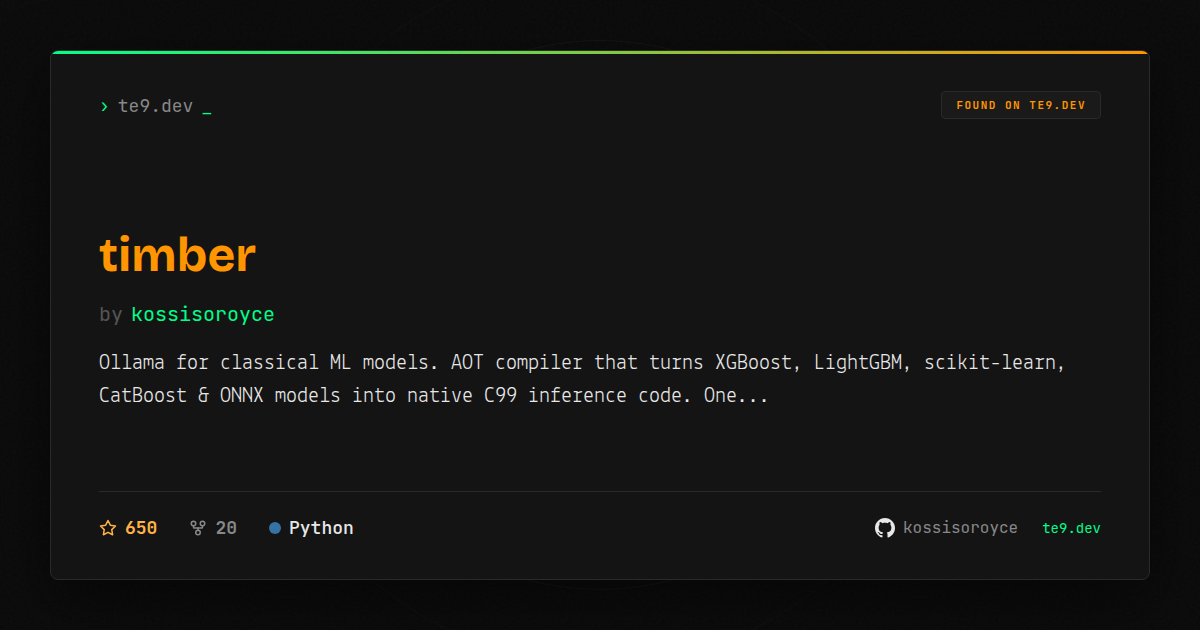 › te9.dev _
FOUND ON TE9.DEV
timber
by kossisoroyce
Ollama for classical ML models. AOT compiler that turns XGBoost, LightGBM, scikit-learn,
CatBoost & ONNX models into native C99 inference code. One...
650 20 Python
kossisoroyce te9.dev